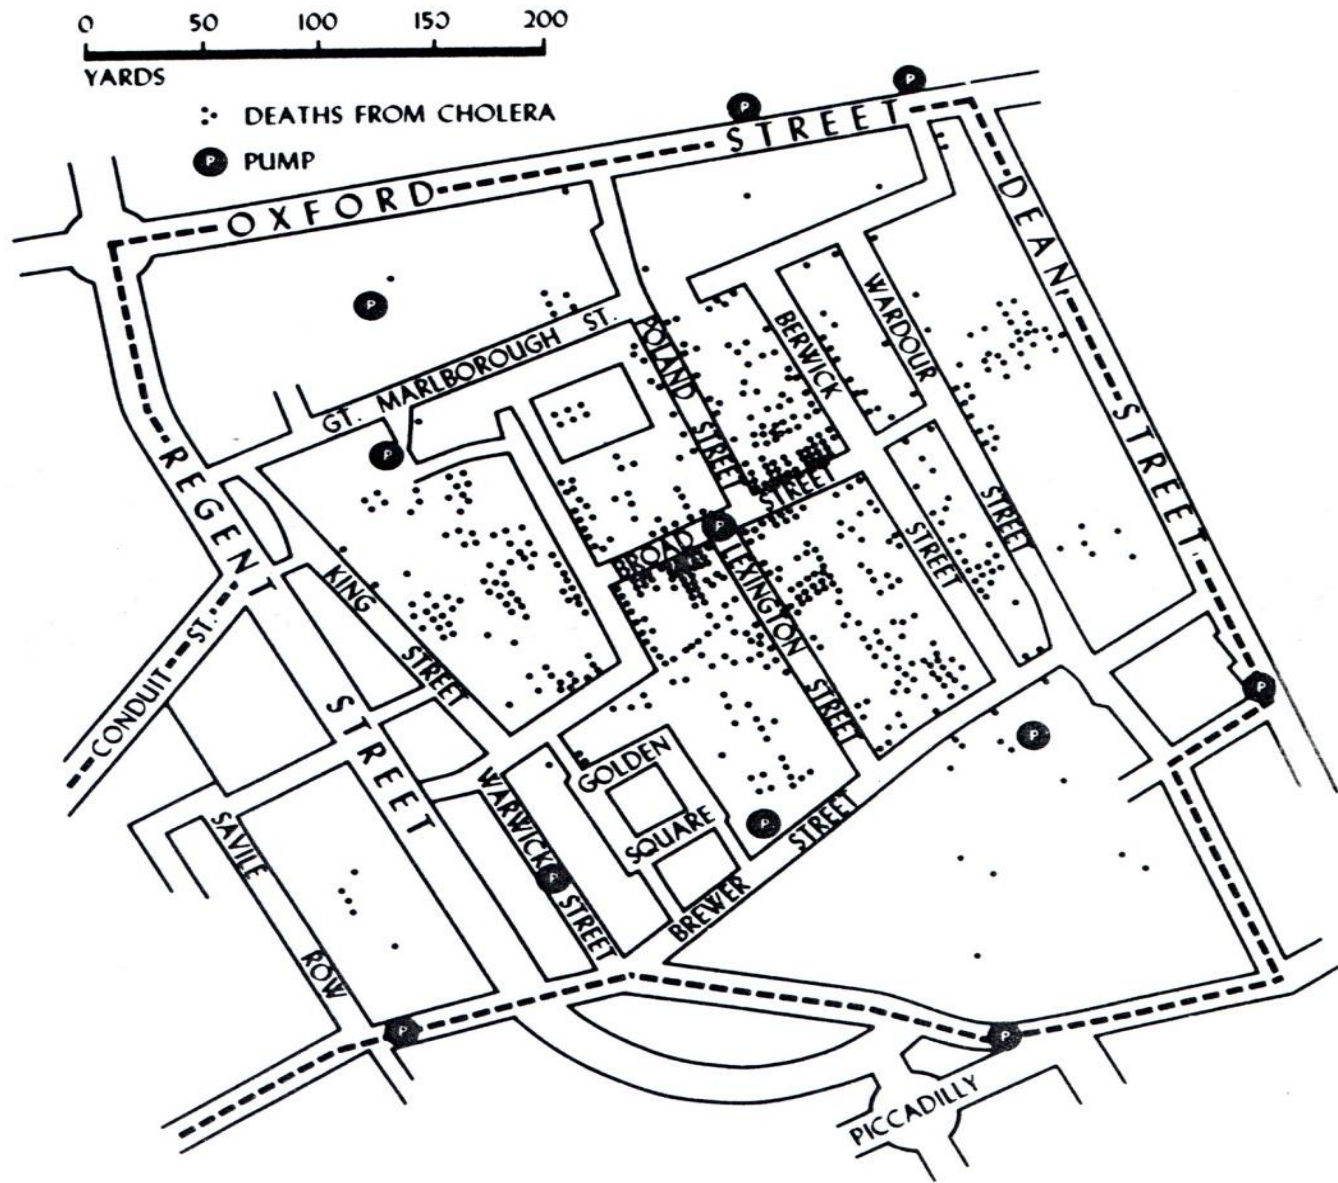 0 50 100 150 200
YARDS
DEATHS FROM CHOLERA
P PUMP
P
P
OXFORD STREET
DEAN STREET
P
GT. MARLBOROUGH ST.
POLAND STREET
BERWICK STREET
WARDOUR STREET
P
REGENT STREET
BROAD STREET
P
LEXINGTON STREET
KING STREET
CONDUIT ST.
P
P
GOLDEN SQUARE
WARWICK STREET
P
SAVILE ROW
P
BREWER STREET
P
P
PICCADILLY